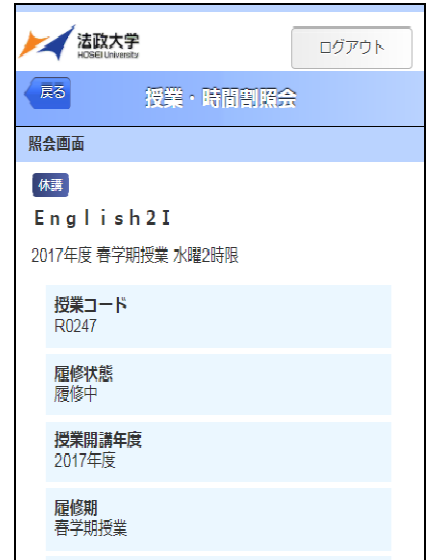 法政大学
HOSEI University
ログアウト
戻る
授業・時間割照会
照会画面
休講
Ｅｎｇｌｉｓｈ２Ｉ
2017年度 春学期授業 水曜2時限
授業コード
R0247
履修状態
履修中
授業開講年度
2017年度
履修期
春学期授業